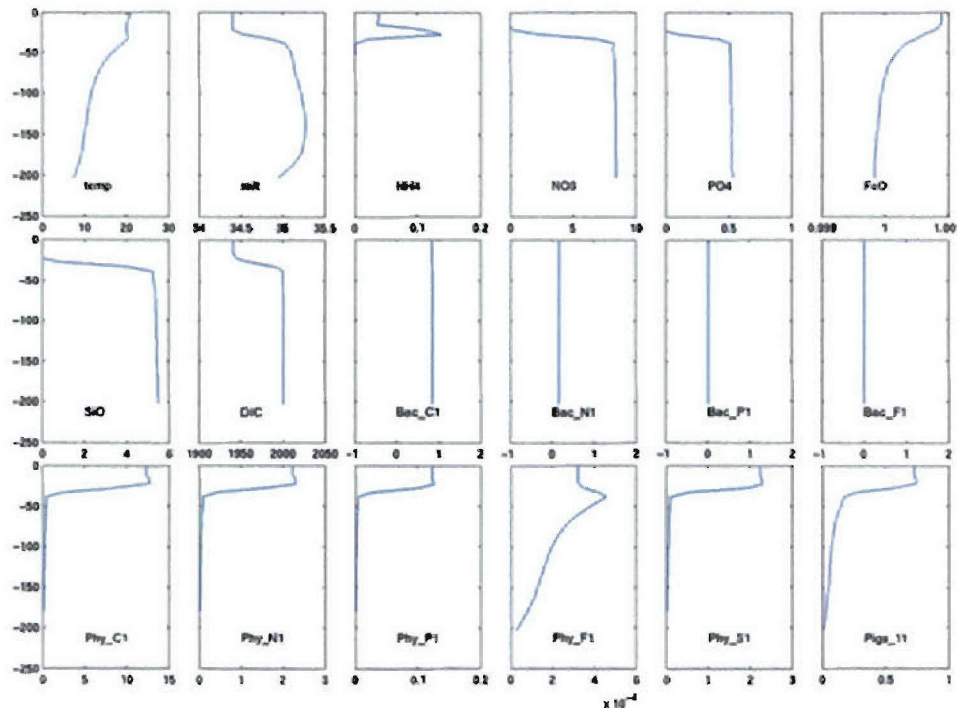 0
-50
-100
-150
-200
-250
temp
salt
NH4
NO3
PO4
FeO
0 10 20 30
34 34.5 35 35.5
0 0.1 0.2
0 5 10
0 0.5 1
0.999 1 1.00
0
-50
-100
-150
-200
-250
SiO
DIC
Bac_C1
Bac_N1
Bac_P1
Bac_F1
0 2 4 6
1900 1950 2000 2050
-1 0 1 2
-1 0 1 2
-1 0 1 2
-1 0 1 2
0
-50
-100
-150
-200
-250
Phy_C1
Phy_N1
Phy_P1
Phy_F1
Phy_S1
Pigs_11
0 5 10 15
0 1 2 3
0 0.1 0.2
0 2 4 6
0 1 2 3
0 0.5 1